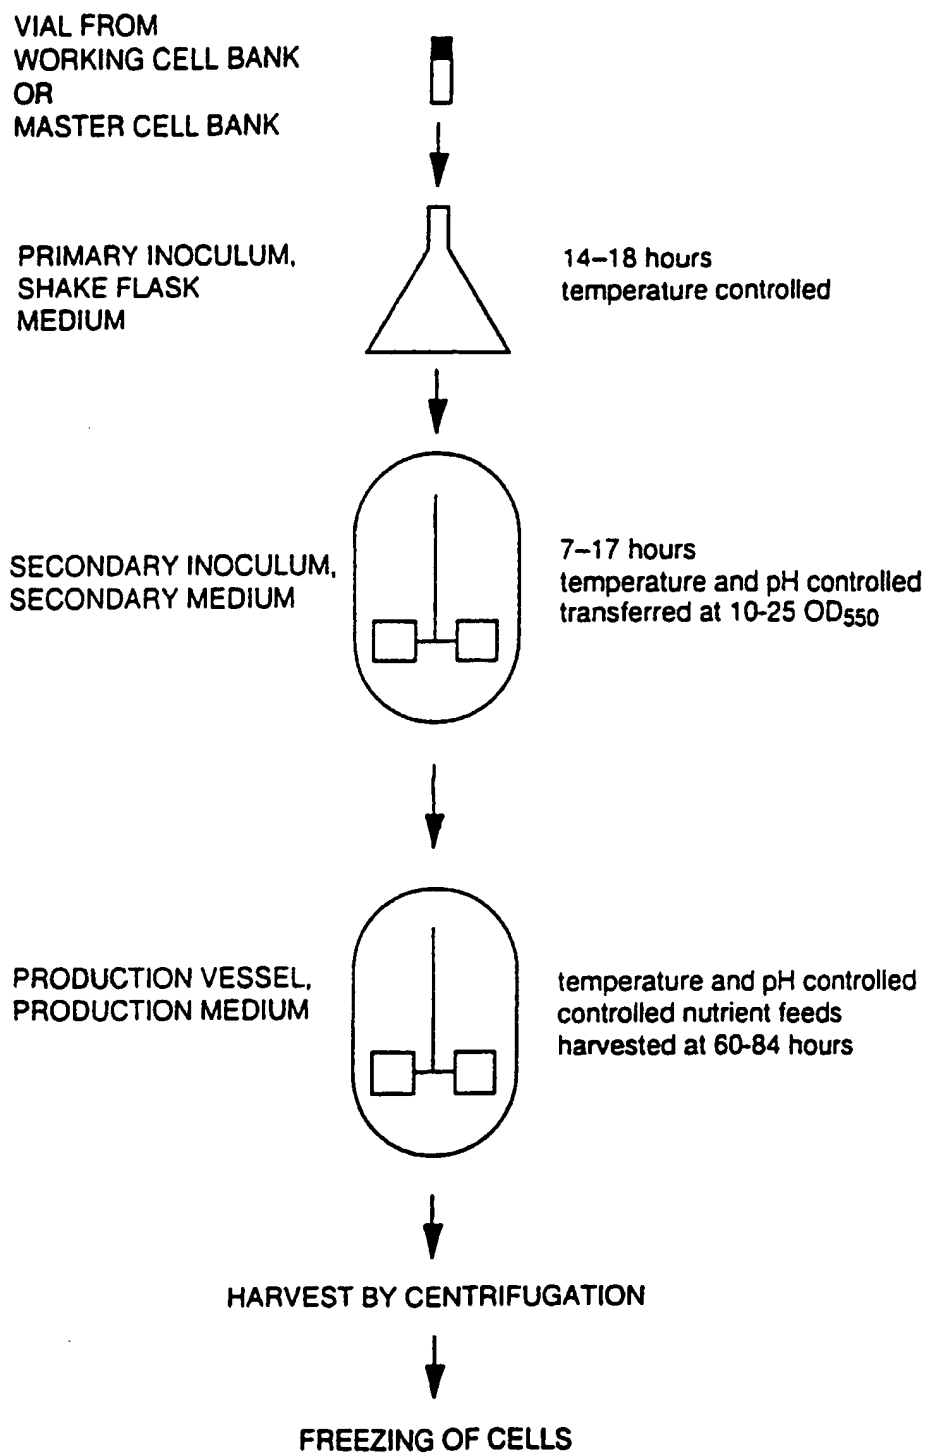 VIAL FROM
WORKING CELL BANK
OR
MASTER CELL BANK
PRIMARY INOCULUM,
SHAKE FLASK
MEDIUM
14–18 hours
temperature controlled
SECONDARY INOCULUM,
SECONDARY MEDIUM
7–17 hours
temperature and pH controlled
transferred at 10-25 OD550
PRODUCTION VESSEL,
PRODUCTION MEDIUM
temperature and pH controlled
controlled nutrient feeds
harvested at 60-84 hours
HARVEST BY CENTRIFUGATION
FREEZING OF CELLS